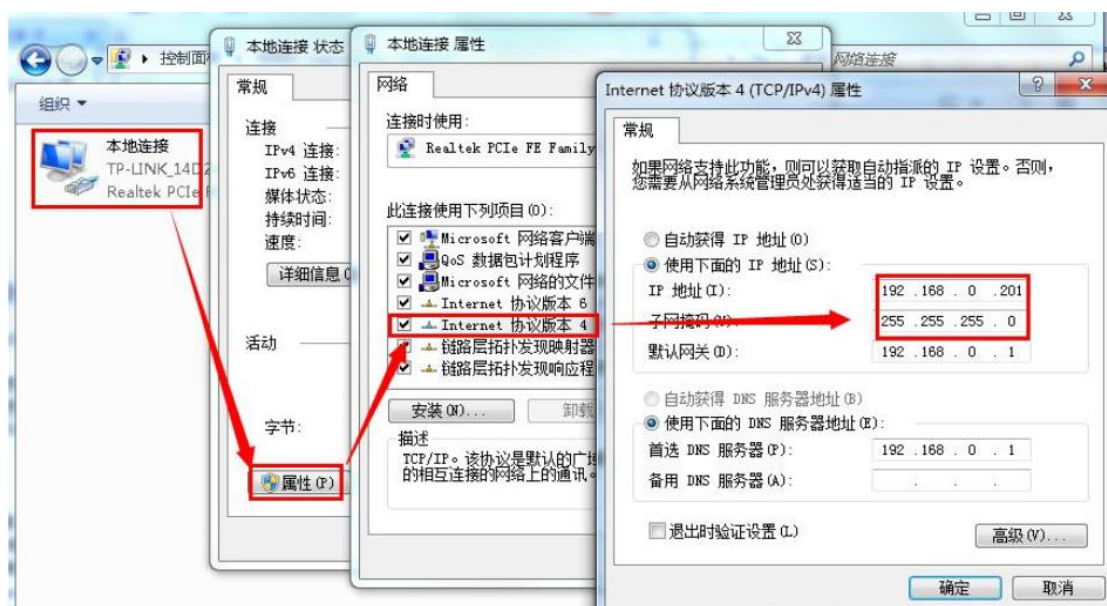 控制面
网络连接
组织
本地连接
TP-LINK_14D2
Realtek PCIe F
本地连接 状态
常规
连接
IPv4 连接:
IPv6 连接:
媒体状态:
持续时间:
速度:
详细信息(
活动
字节:
属性(P)
本地连接 属性
网络
连接时使用:
Realtek PCIe FE Family
此连接使用下列项目(O):
Microsoft 网络客户端
QoS 数据包计划程序
Microsoft 网络的文件
Internet 协议版本 6
Internet 协议版本 4
链路层拓扑发现映射器
链路层拓扑发现响应程
安装(N)...
卸载
描述
TCP/IP。该协议是默认的广域
的相互连接的网络上的通讯。
Internet 协议版本 4 (TCP/IPv4) 属性
常规
如果网络支持此功能,则可以获取自动指派的 IP 设置。否则,
您需要从网络系统管理员处获得适当的 IP 设置。
自动获得 IP 地址(O)
使用下面的 IP 地址(S):
IP 地址(I): 192 .168 . 0 .201
子网掩码(U): 255 .255 .255 . 0
默认网关(D): 192 .168 . 0 . 1
自动获得 DNS 服务器地址(B)
使用下面的 DNS 服务器地址(E):
首选 DNS 服务器(P): 192 .168 . 0 . 1
备用 DNS 服务器(A): . . .
退出时验证设置(L)
高级(V)...
确定
取消